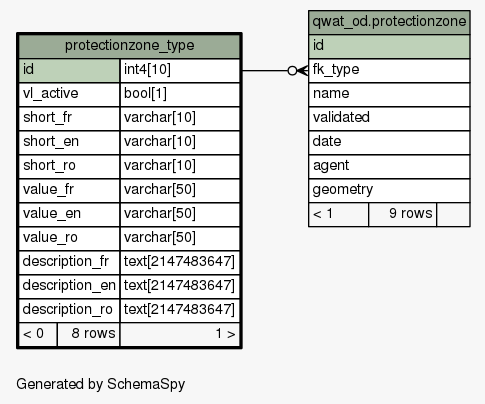 protectionzone_type
id int4[10]
vl_active bool[1]
short_fr varchar[10]
short_en varchar[10]
short_ro varchar[10]
value_fr varchar[50]
value_en varchar[50]
value_ro varchar[50]
description_fr text[2147483647]
description_en text[2147483647]
description_ro text[2147483647]
< 0 8 rows 1 >
qwat_od.protectionzone
id
fk_type
name
validated
date
agent
geometry
< 1 9 rows
Generated by SchemaSpy